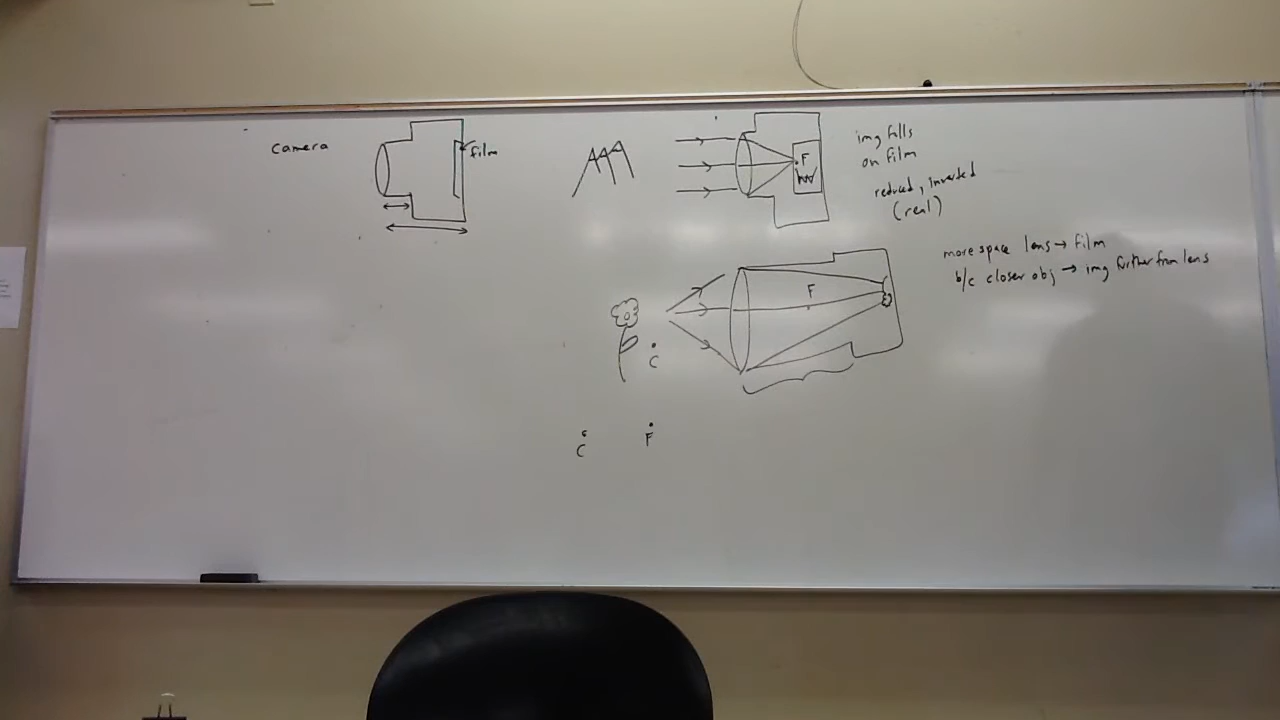 camera
film
F
img falls
on film
reduced, inverted
(real)
more space lens → film
b/c closer obj → img further from lens
F
C
C
F